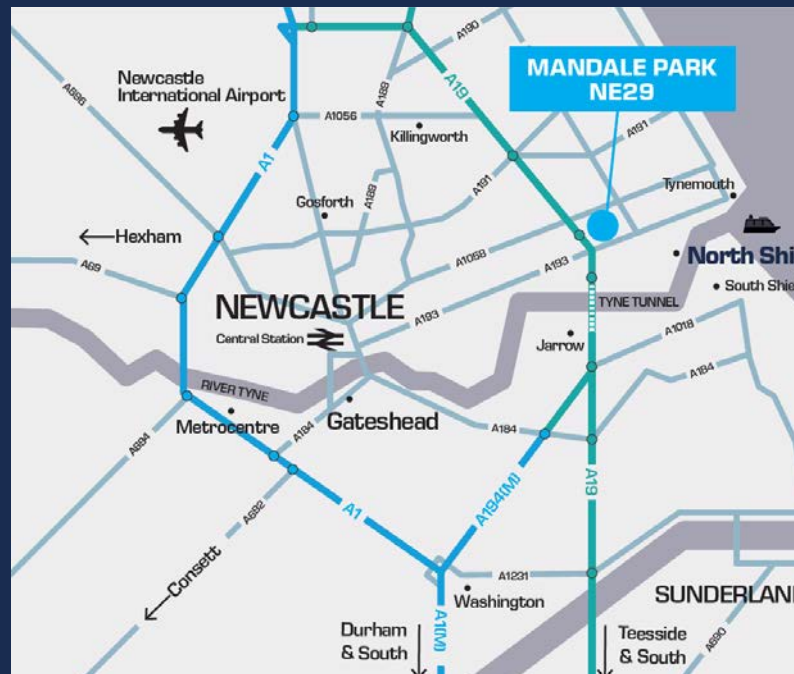 A190
A189
A696
Newcastle
International Airport
A19
MANDALE PARK
NE29
A1056
Killingworth
A191
A1
A189
A191
Tynemouth
Gosforth
Hexham
A1058
North Shi
A69
A193
South Shie
NEWCASTLE
TYNE TUNNEL
A193
Central Station
Jarrow
A1018
A184
RIVER TYNE
Gateshead
Metrocentre
A184
A184
A694
A1
A194(M)
A19
A692
Consett
A1231
Washington
SUNDERLAN
A1(M)
Durham
& South
Teesside
& South
A690